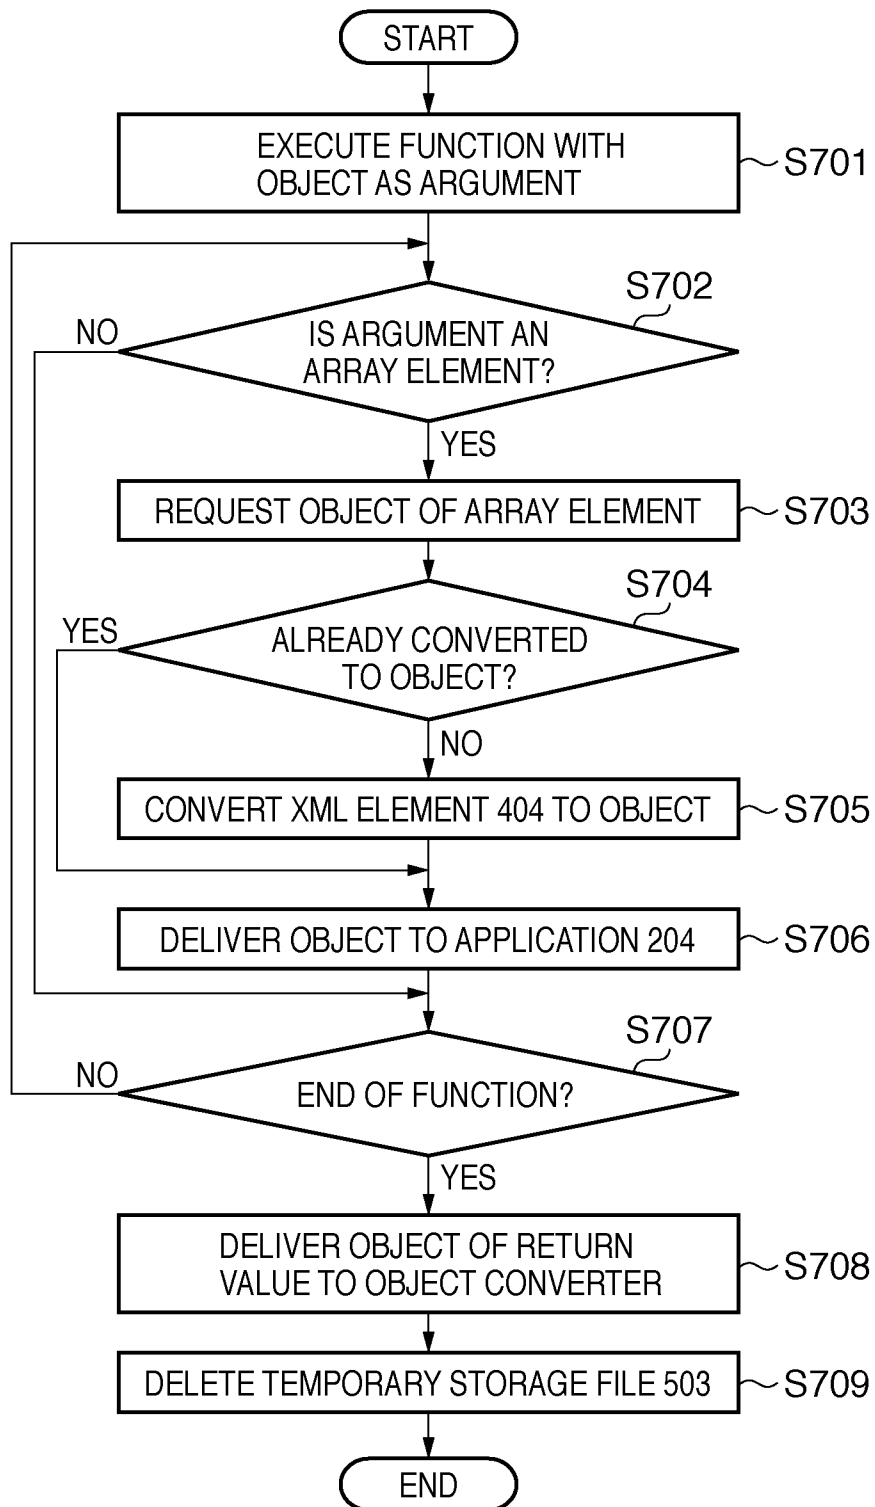 START
EXECUTE FUNCTION WITH
OBJECT AS ARGUMENT
S701
S702
NO
IS ARGUMENT AN
ARRAY ELEMENT?
YES
REQUEST OBJECT OF ARRAY ELEMENT
S703
S704
YES
ALREADY CONVERTED
TO OBJECT?
NO
CONVERT XML ELEMENT 404 TO OBJECT
S705
DELIVER OBJECT TO APPLICATION 204
S706
S707
NO
END OF FUNCTION?
YES
DELIVER OBJECT OF RETURN
VALUE TO OBJECT CONVERTER
S708
DELETE TEMPORARY STORAGE FILE 503
S709
END